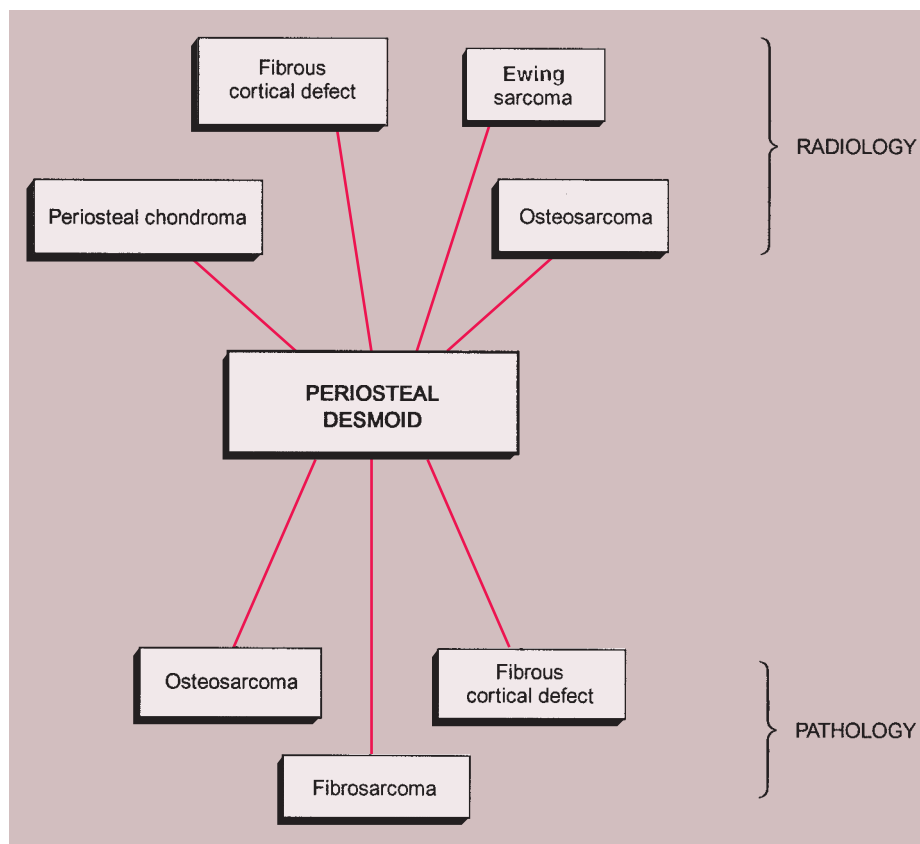 Fibrous
cortical defect
Ewing
sarcoma
RADIOLOGY
Periosteal chondroma
Osteosarcoma
PERIOSTEAL
DESMOID
Osteosarcoma
Fibrous
cortical defect
PATHOLOGY
Fibrosarcoma